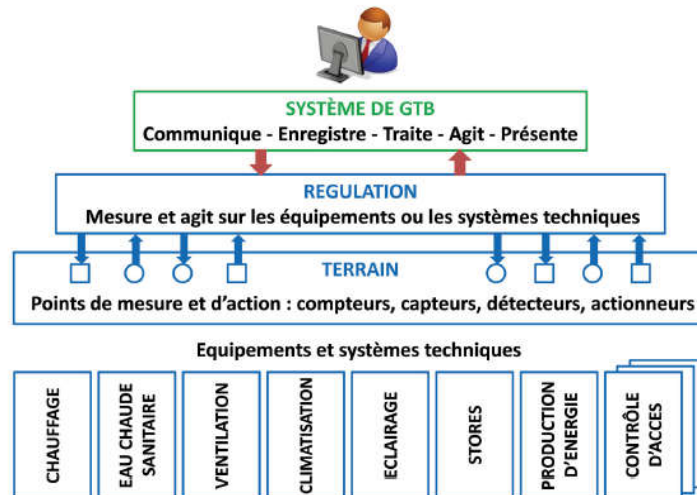 SYSTÈME DE GTB
Communique - Enregistre - Traite - Agit - Présente
REGULATION
Mesure et agit sur les équipements ou les systèmes techniques
TERRAIN
Points de mesure et d'action : compteurs, capteurs, détecteurs, actionneurs
Equipements et systèmes techniques
CHAUFFAGE
EAU CHAUDE
SANITAIRE
VENTILATION
CLIMATISATION
ECLAIRAGE
STORES
PRODUCTION
D'ENERGIE
CONTRÔLE
D'ACCES